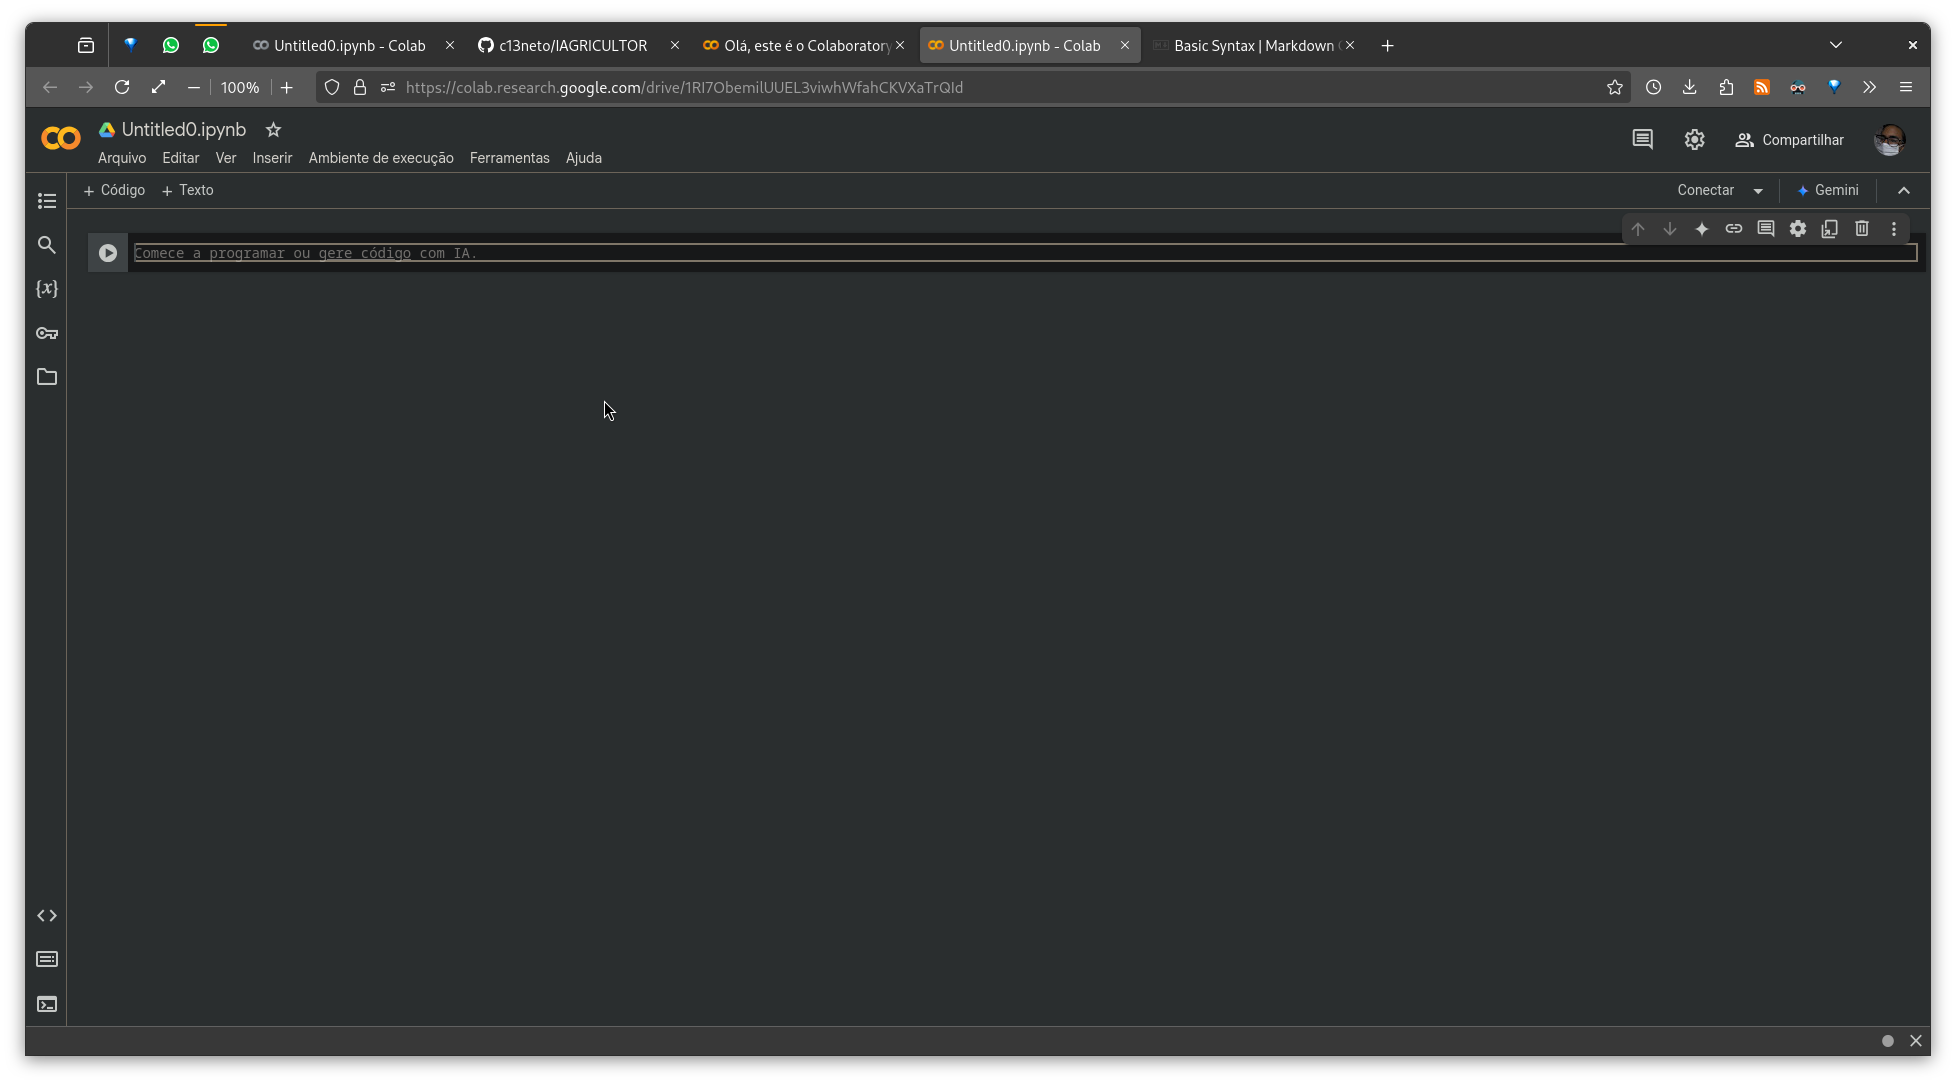 Untitled0.ipynb - Colab
c13neto/IAGRICULTOR
Olá, este é o Colaboratory
Untitled0.ipynb - Colab
Basic Syntax | Markdown
100%
https://colab.research.google.com/drive/1RI7ObemilUUEL3viwhWfahCKVXaTrQId
Untitled0.ipynb
Arquivo Editar Ver Inserir Ambiente de execução Ferramentas Ajuda
Compartilhar
+ Código + Texto
Conectar
Gemini
Comece a programar ou gere código com IA.